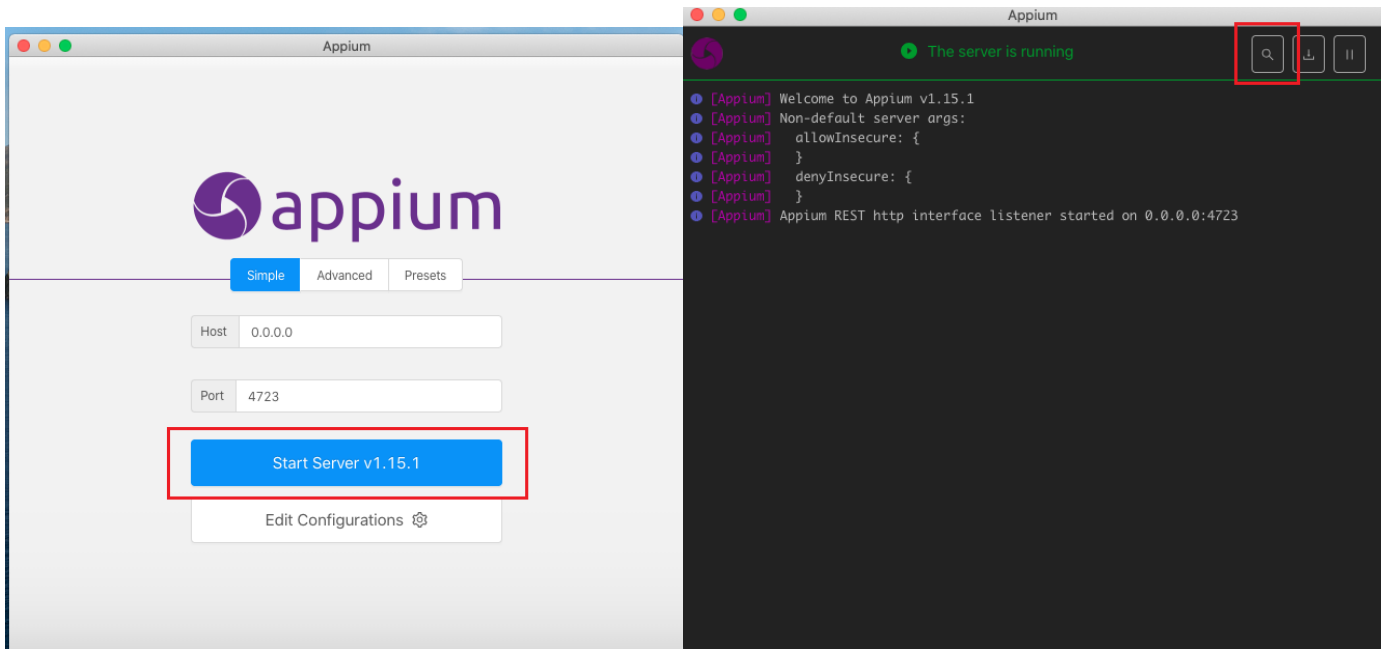 Appium
appium
Simple Advanced Presets
Host 0.0.0.0
Port 4723
Start Server v1.15.1
Edit Configurations
Appium
The server is running
[Appium] Welcome to Appium v1.15.1
[Appium] Non-default server args:
[Appium]   allowInsecure: {
[Appium]   }
[Appium]   denyInsecure: {
[Appium]   }
[Appium] Appium REST http interface listener started on 0.0.0.0:4723